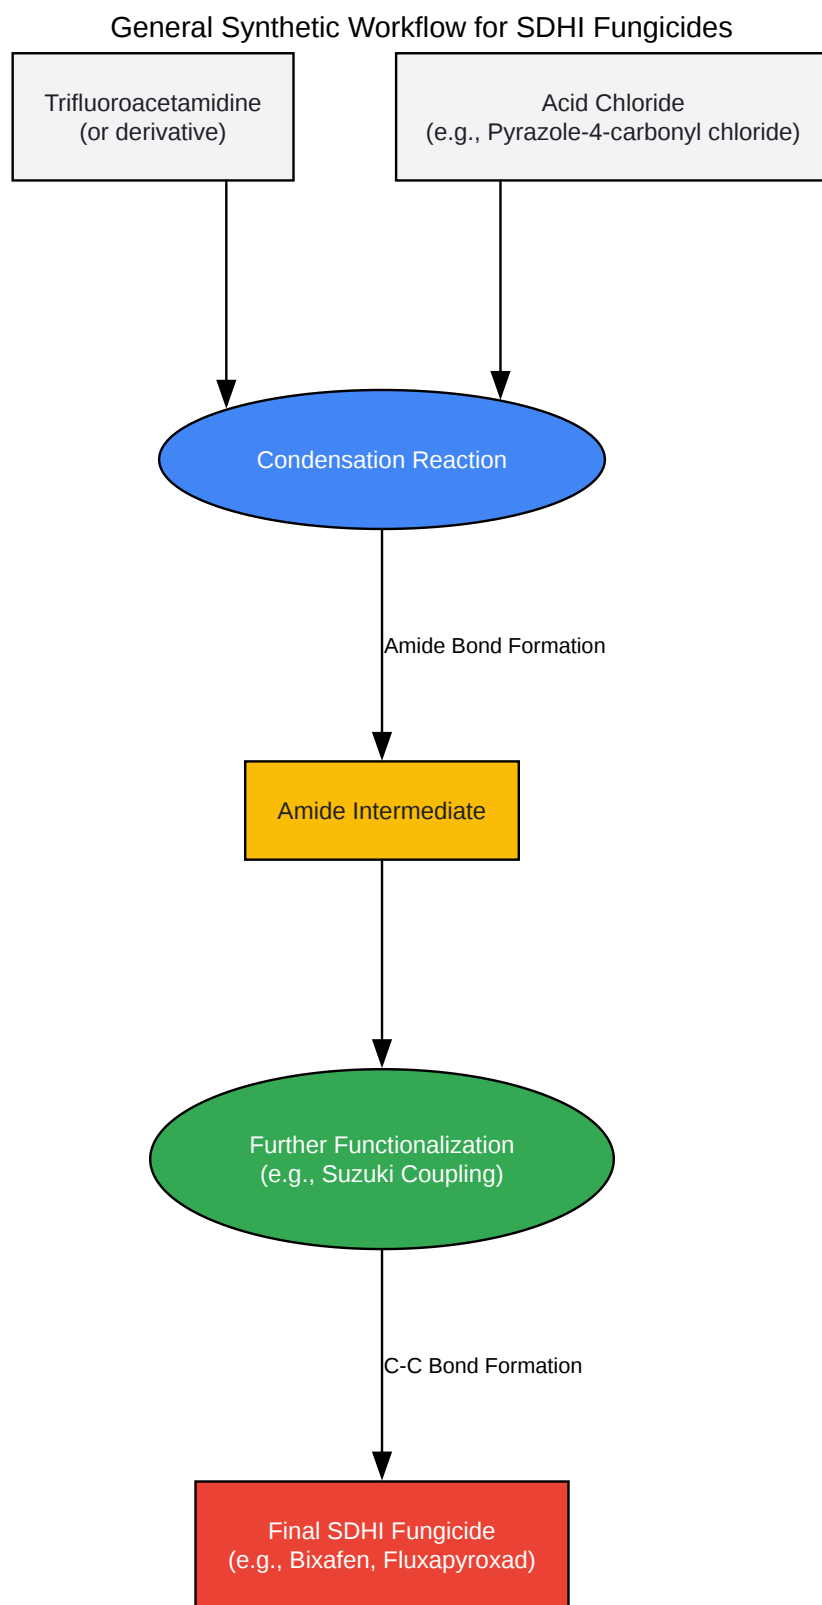 General Synthetic Workflow for SDHI Fungicides
Trifluoroacetamidine
(or derivative)
Acid Chloride
(e.g., Pyrazole-4-carbonyl chloride)
Condensation Reaction
Amide Bond Formation
Amide Intermediate
Further Functionalization
(e.g., Suzuki Coupling)
C-C Bond Formation
Final SDHI Fungicide
(e.g., Bixafen, Fluxapyroxad)